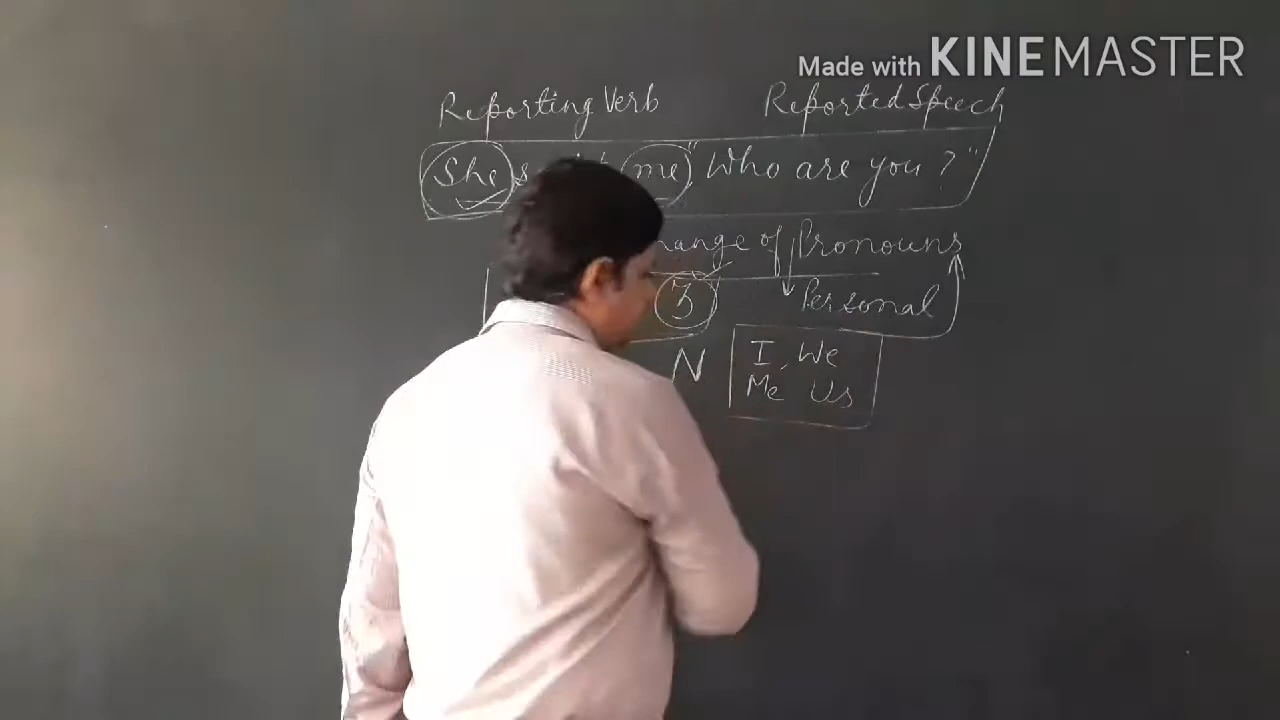 Made with KINEMASTER
Reporting Verb Reported Speech
She me, "Who are you ?"
of Pronouns
3 Personal
N I, We
Me Us